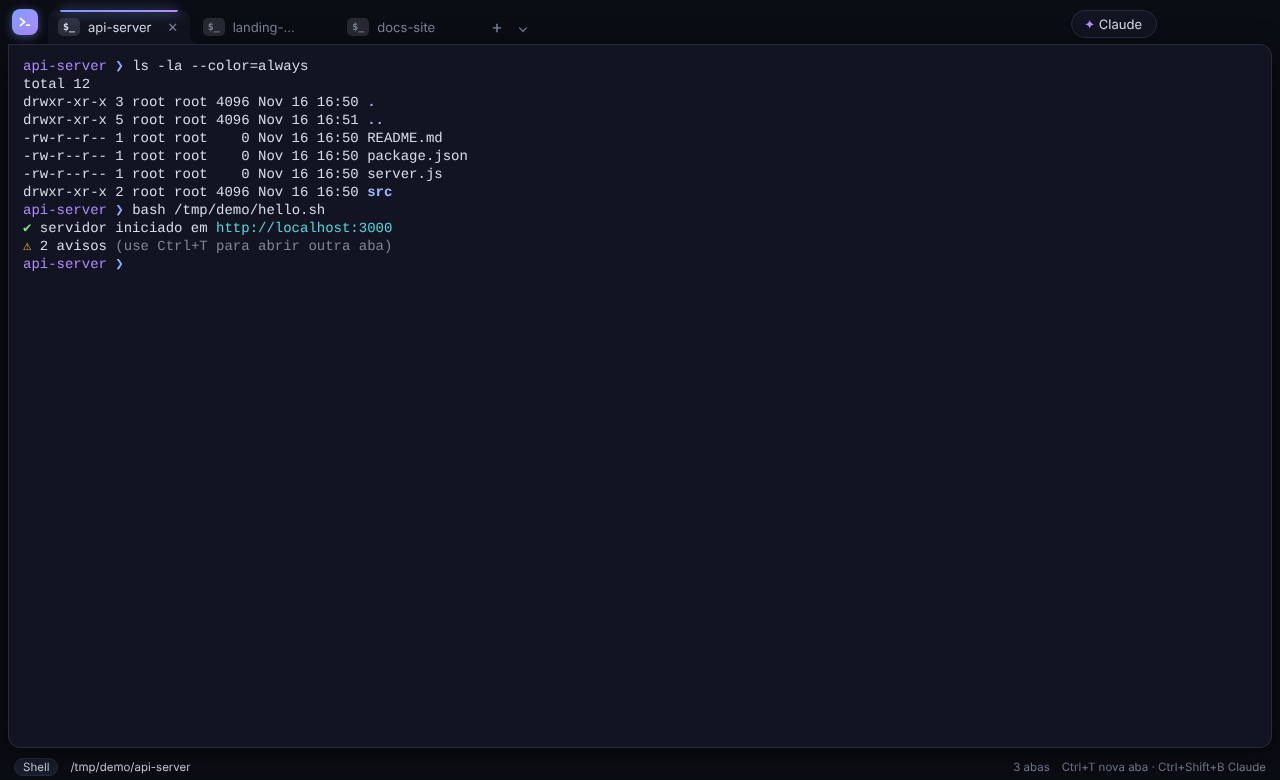 $_ api-server ✕ $_ landing-... $_ docs-site + ✦ Claude
api-server ❯ ls -la --color=always
total 12
drwxr-xr-x 3 root root 4096 Nov 16 16:50 .
drwxr-xr-x 5 root root 4096 Nov 16 16:51 ..
-rw-r--r-- 1 root root    0 Nov 16 16:50 README.md
-rw-r--r-- 1 root root    0 Nov 16 16:50 package.json
-rw-r--r-- 1 root root    0 Nov 16 16:50 server.js
drwxr-xr-x 2 root root 4096 Nov 16 16:50 src
api-server ❯ bash /tmp/demo/hello.sh
✔ servidor iniciado em http://localhost:3000
⚠ 2 avisos (use Ctrl+T para abrir outra aba)
api-server ❯
Shell /tmp/demo/api-server 3 abas Ctrl+T nova aba · Ctrl+Shift+B Claude